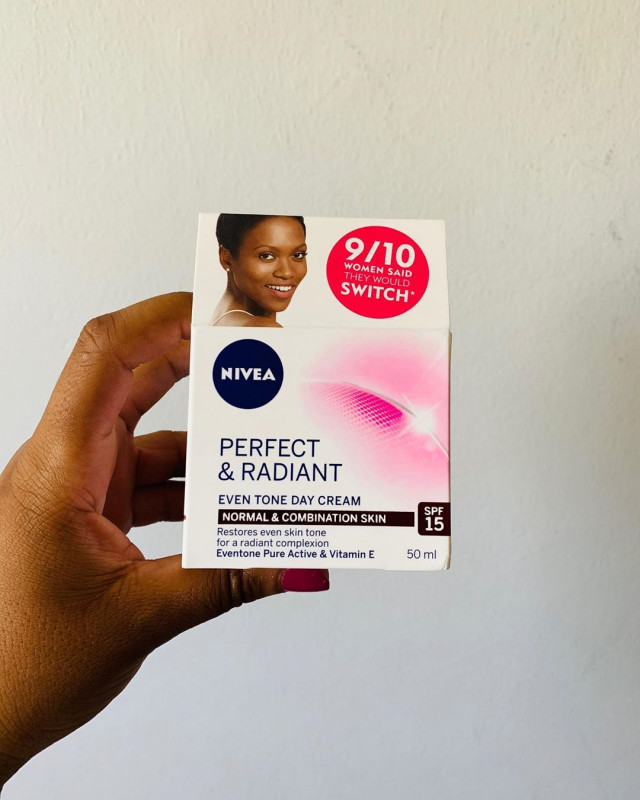 9/10
WOMEN SAID
THEY WOULD
SWITCH*
NIVEA
PERFECT
& RADIANT
EVEN TONE DAY CREAM
NORMAL & COMBINATION SKIN
SPF
15
Restores even skin tone
for a radiant complexion
Eventone Pure Active & Vitamin E
50 ml